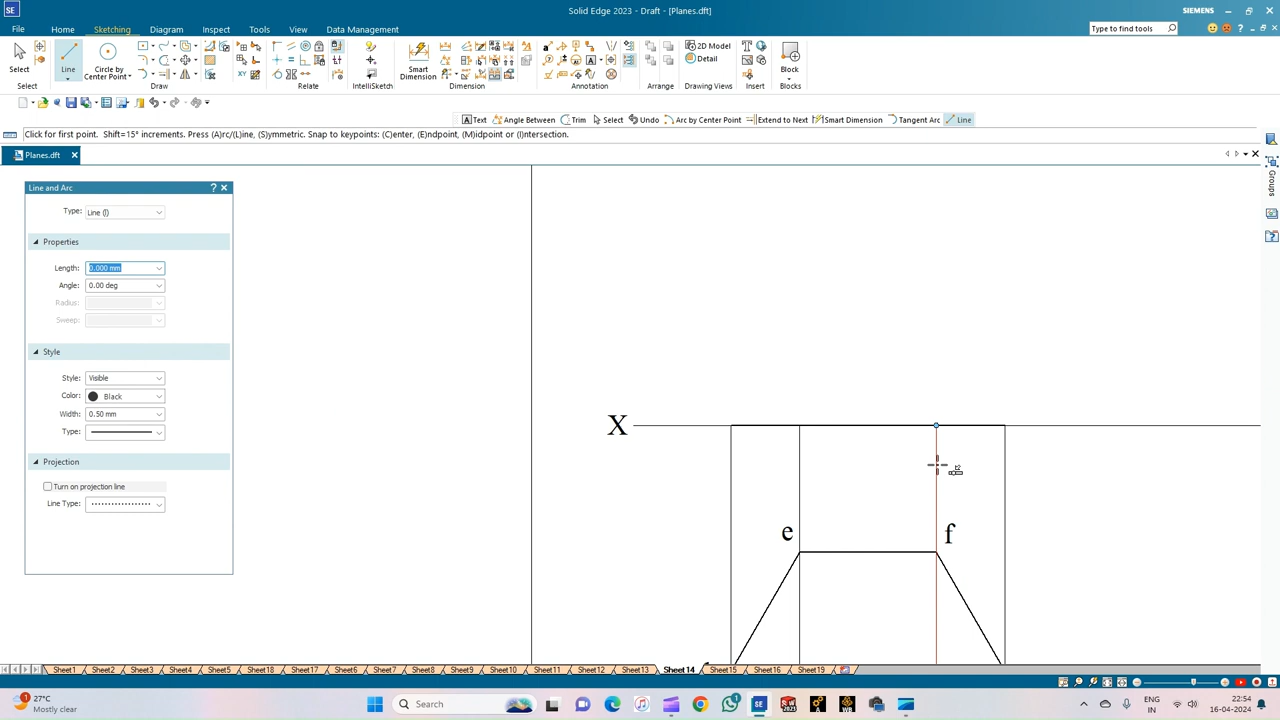 SE
Solid Edge 2023 - Draft - [Planes.dft]
SIEMENS
File
Home
Sketching
Diagram
Inspect
Tools
View
Data Management
Type to find tools
Select
Line
Circle by
Center Point
Smart
Dimension
2D Model
Detail
Block
Select
Draw
Relate
IntelliSketch
Dimension
Annotation
Arrange
Drawing Views
Insert
Blocks
Text
Angle Between
Trim
Select
Undo
Arc by Center Point
Extend to Next
Smart Dimension
Tangent Arc
Line
Click for first point. Shift=15° increments. Press (A)rc/(L)ine, (S)ymmetric. Snap to keypoints: (C)enter, (E)ndpoint, (M)idpoint or (I)ntersection.
Planes.dft
Groups
Line and Arc
Type:
Line (l)
Properties
Length:
0.000 mm
Angle:
0.00 deg
Radius:
Sweep:
Style
Style:
Visible
Color:
Black
Width:
0.50 mm
Type:
Projection
Turn on projection line
Line Type:
X
e
f
Sheet1
Sheet2
Sheet3
Sheet4
Sheet5
Sheet18
Sheet17
Sheet6
Sheet7
Sheet8
Sheet9
Sheet10
Sheet11
Sheet12
Sheet13
Sheet14
Sheet15
Sheet16
Sheet19
27°C
Mostly clear
Search
ENG
IN
22:54
16-04-2024